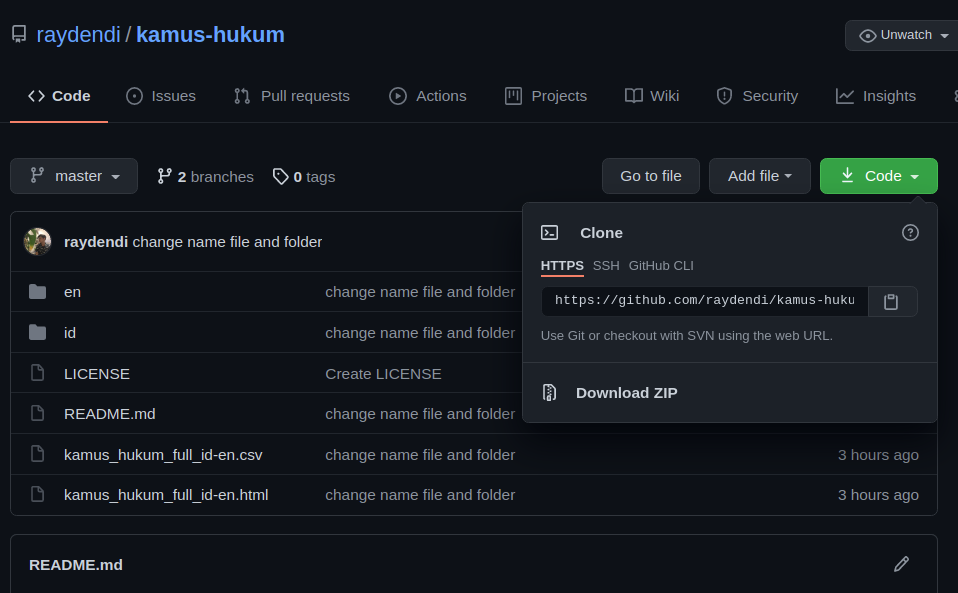 raydendi/kamus-hukum
Unwatch
Code Issues Pull requests Actions Projects Wiki Security Insights
master 2 branches 0 tags Go to file Add file Code
raydendi change name file and folder
Clone
HTTPS SSH GitHub CLI
https://github.com/raydendi/kamus-huku
Use Git or checkout with SVN using the web URL.
Download ZIP
en change name file and folder
id change name file and folder
LICENSE Create LICENSE
README.md change name file and folder
kamus_hukum_full_id-en.csv change name file and folder 3 hours ago
kamus_hukum_full_id-en.html change name file and folder 3 hours ago
README.md